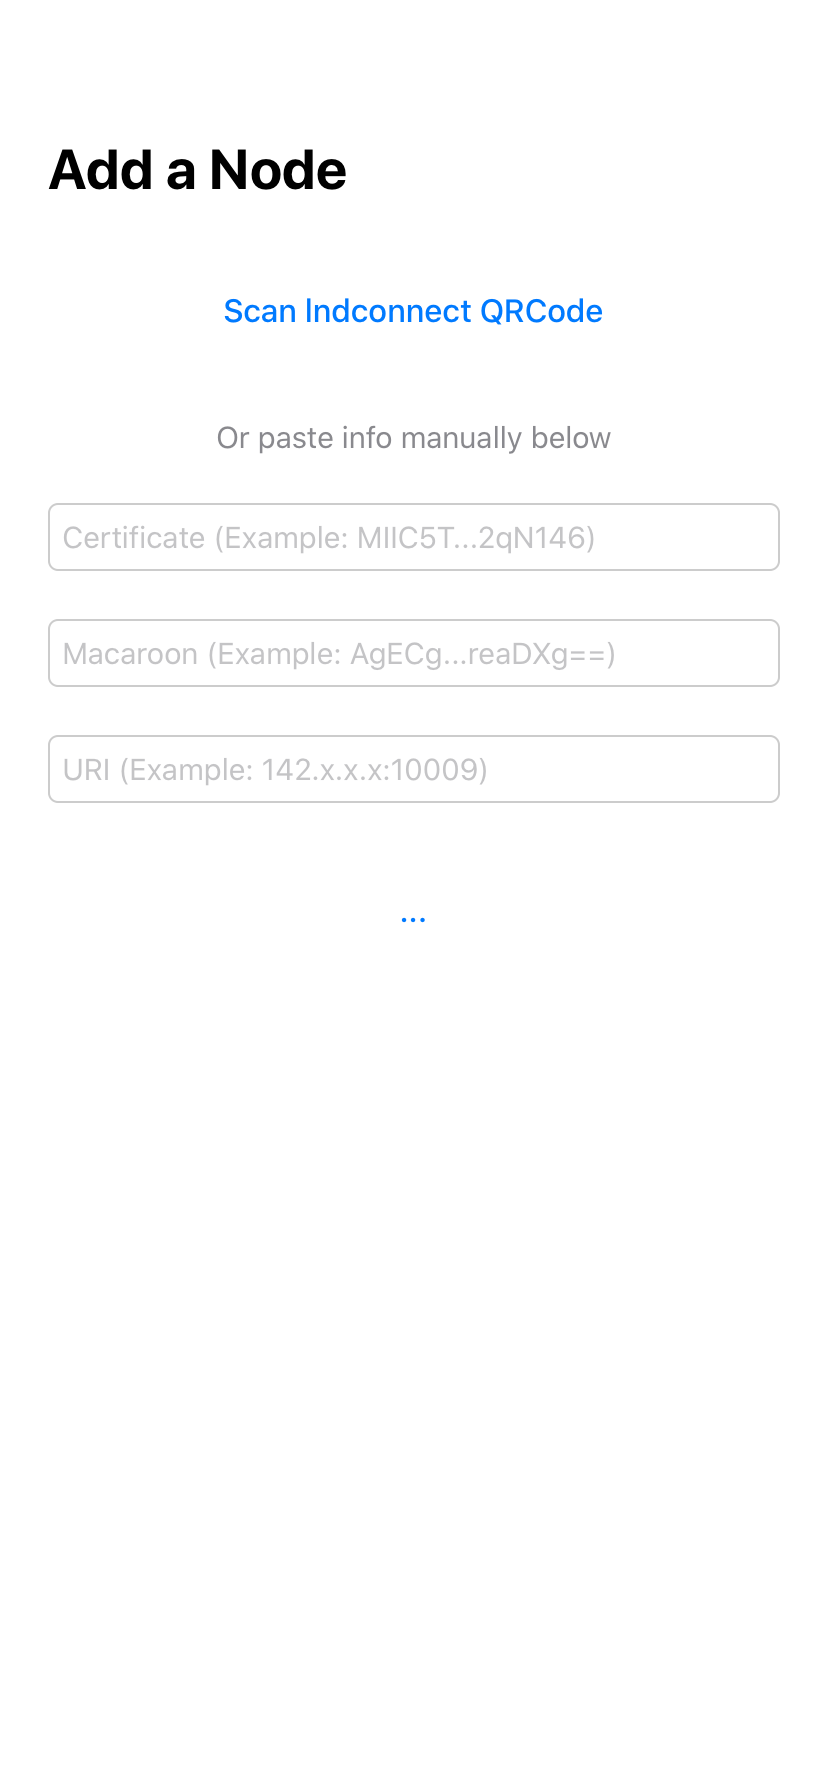 Add a Node
Scan lndconnect QRCode
Or paste info manually below
Certificate (Example: MIIC5T...2qN146)
Macaroon (Example: AgECg...reaDXg==)
URI (Example: 142.x.x.x:10009)
...